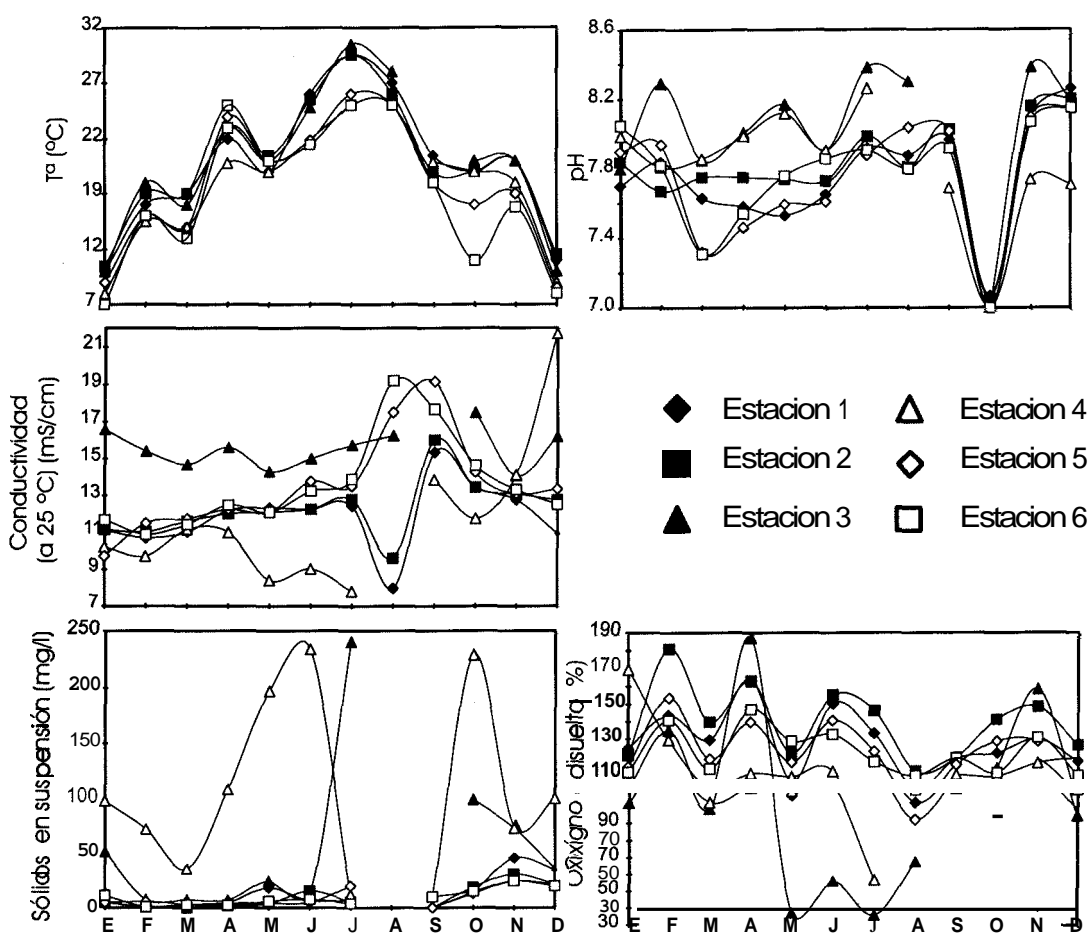 32
27
22
19
12
7
Tª (ºC)
8.6
8.2
7.8
7.4
7.0
pH
21
19
17
15
13
11
9
7
Conductividad
(a 25 ºC) (mS/cm)
Estacion 1
Estacion 2
Estacion 3
Estacion 4
Estacion 5
Estacion 6
250
200
150
100
50
0
Sólidos en suspensión (mg/l)
E F M A M J J A S O N D
190
170
150
130
110
90
70
50
30
30
disuelta %)
E F M A M J J A S O N D